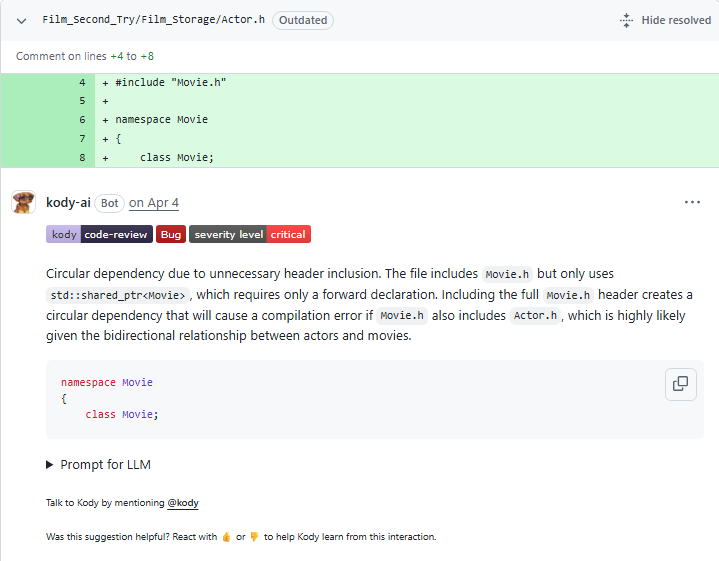 Film_Second_Try/Film_Storage/Actor.h Outdated Hide resolved
Comment on lines +4 to +8
4 + #include "Movie.h"
5 +
6 + namespace Movie
7 + {
8 + class Movie;
kody-ai Bot on Apr 4
kody code-review Bug severity level critical
Circular dependency due to unnecessary header inclusion. The file includes Movie.h but only uses
std::shared_ptr<Movie>, which requires only a forward declaration. Including the full Movie.h header creates a
circular dependency that will cause a compilation error if Movie.h also includes Actor.h, which is highly likely
given the bidirectional relationship between actors and movies.
namespace Movie
{
class Movie;
Prompt for LLM
Talk to Kody by mentioning @kody
Was this suggestion helpful? React with 👍 or 👎 to help Kody learn from this interaction.